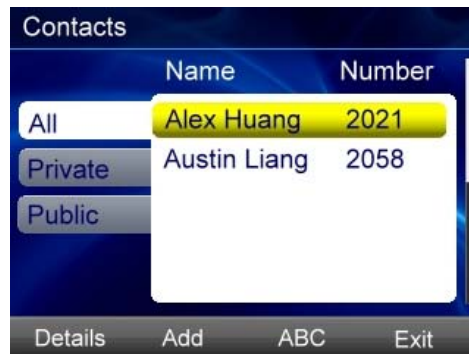 Contacts
Name Number
All Alex Huang 2021
Private Austin Liang 2058
Public
Details Add ABC Exit